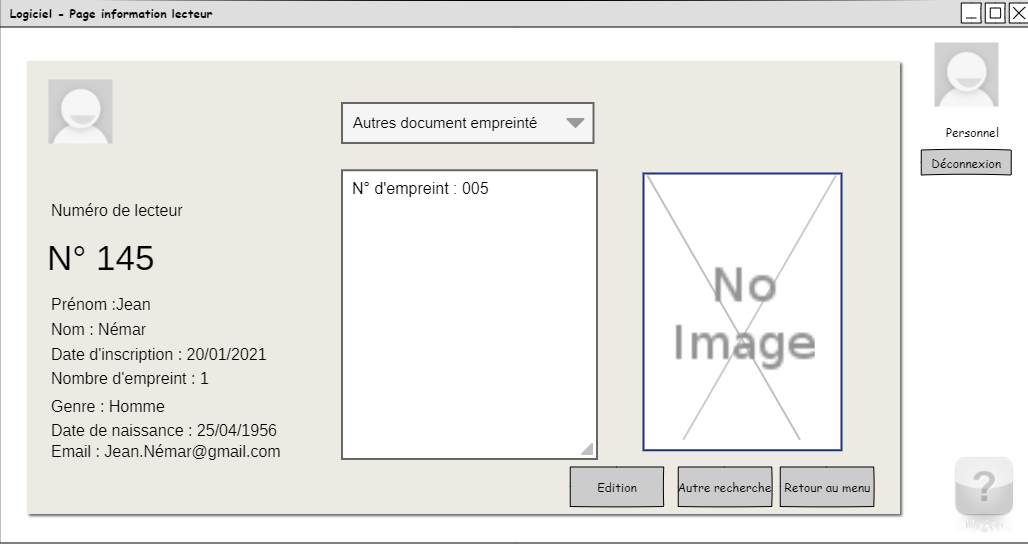 Logiciel - Page information lecteur
Personnel
Déconnexion
Autres document empreinté
N° d'empreint : 005
Numéro de lecteur
N° 145
Prénom :Jean
Nom : Némar
Date d'inscription : 20/01/2021
Nombre d'empreint : 1
Genre : Homme
Date de naissance : 25/04/1956
Email : Jean.Némar@gmail.com
No
Image
Edition
Autre recherche
Retour au menu
?